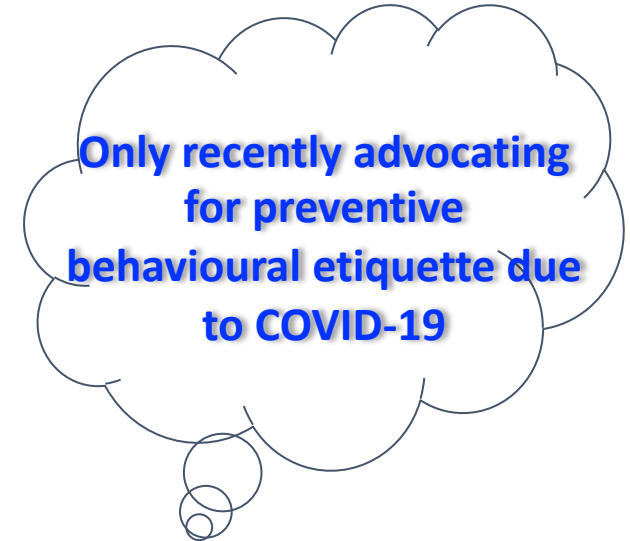 Only recently advocating
for preventive
behavioural etiquette due
to COVID-19